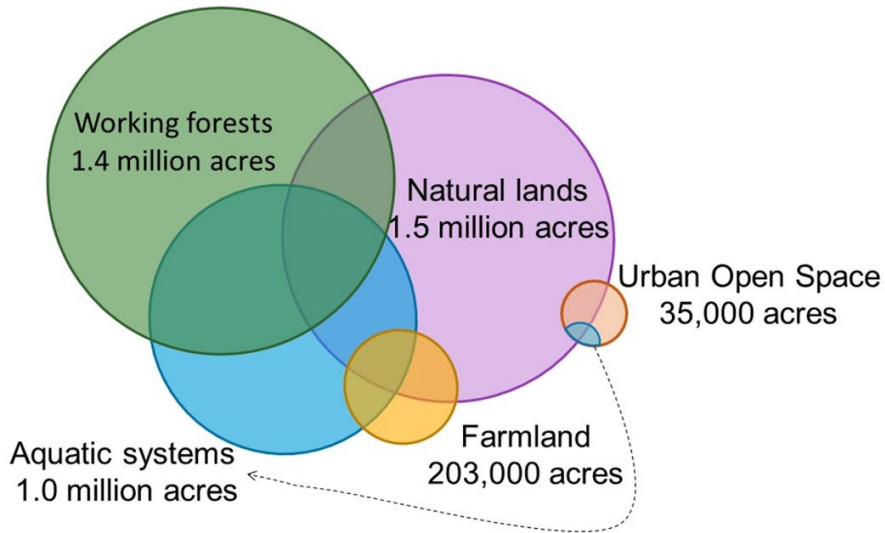 Working forests
1.4 million acres
Natural lands
1.5 million acres
Urban Open Space
35,000 acres
Farmland
203,000 acres
Aquatic systems
1.0 million acres